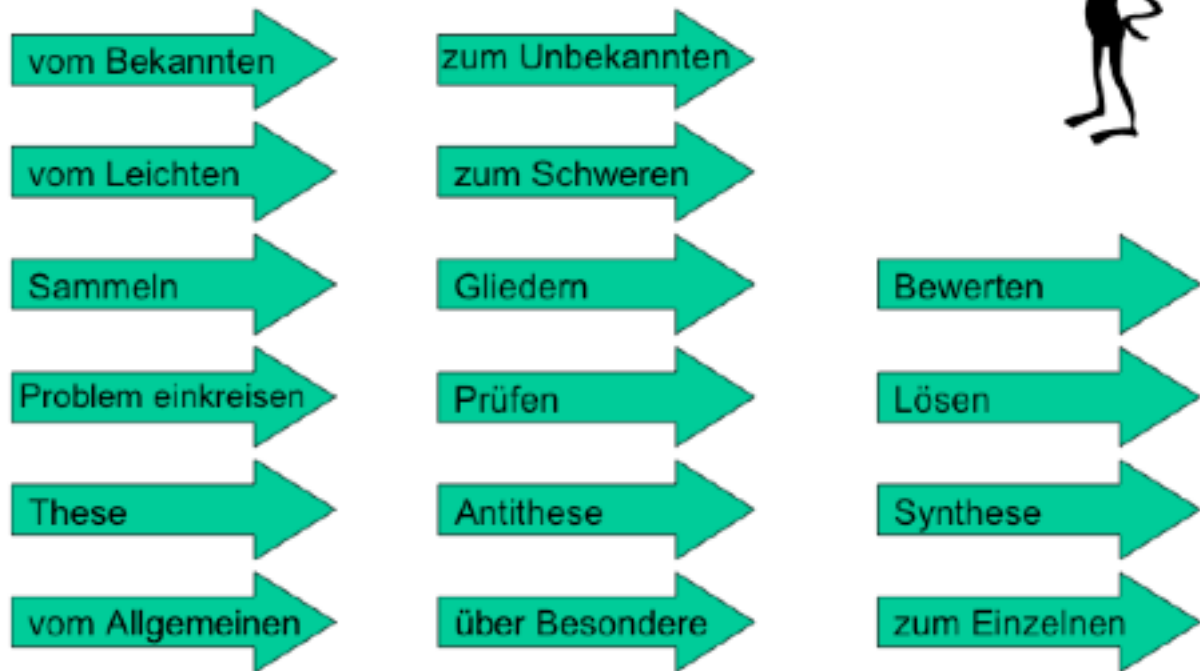 vom Bekannten zum Unbekannten
vom Leichten zum Schweren
Sammeln Gliedern Bewerten
Problem einkreisen Prüfen Lösen
These Antithese Synthese
vom Allgemeinen über Besondere zum Einzelnen